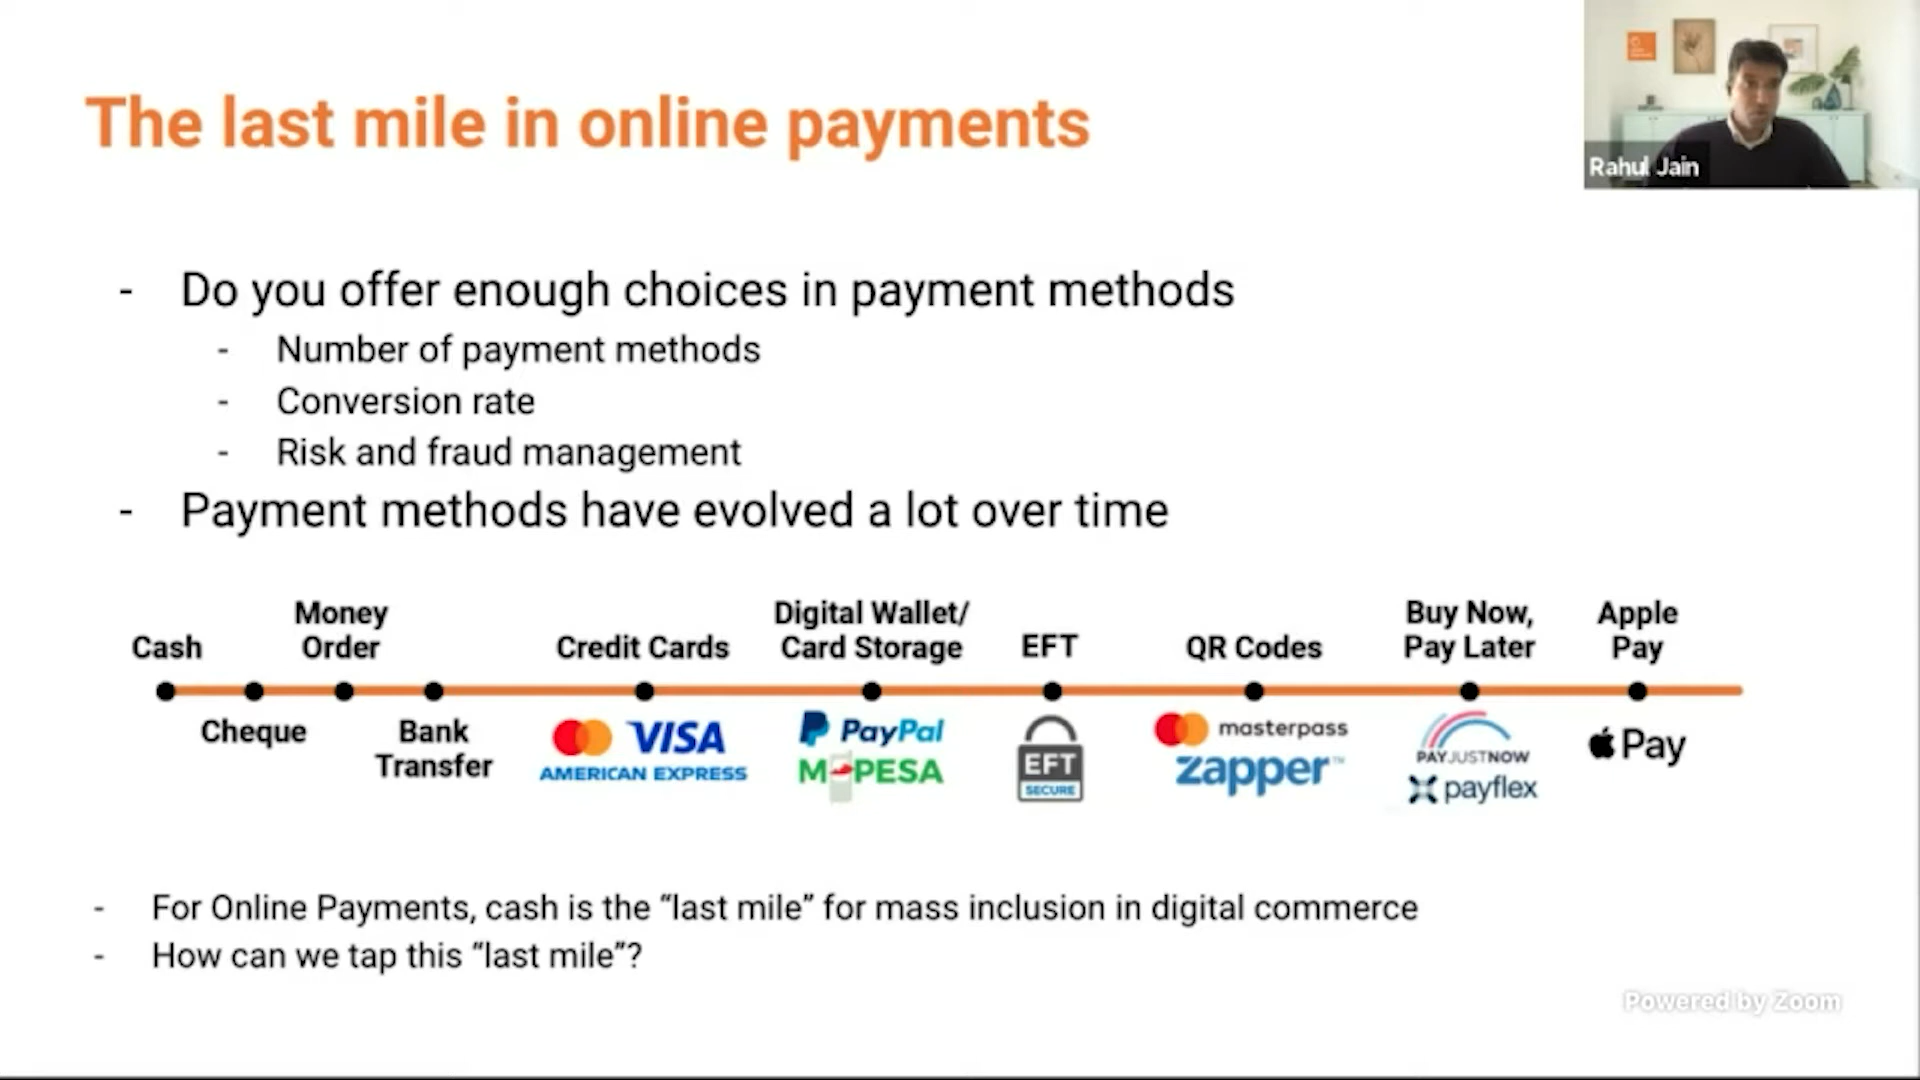 The last mile in online payments
Rahul Jain
- Do you offer enough choices in payment methods
- Number of payment methods
- Conversion rate
- Risk and fraud management
- Payment methods have evolved a lot over time
Cash
Cheque
Money
Order
Bank
Transfer
Credit Cards
VISA
AMERICAN EXPRESS
Digital Wallet/
Card Storage
PayPal
M-PESA
EFT
EFT
SECURE
QR Codes
masterpass
zapper™
Buy Now,
Pay Later
PAYJUSTNOW
payflex
Apple
Pay
Pay
- For Online Payments, cash is the “last mile” for mass inclusion in digital commerce
- How can we tap this “last mile”?
Powered by Zoom